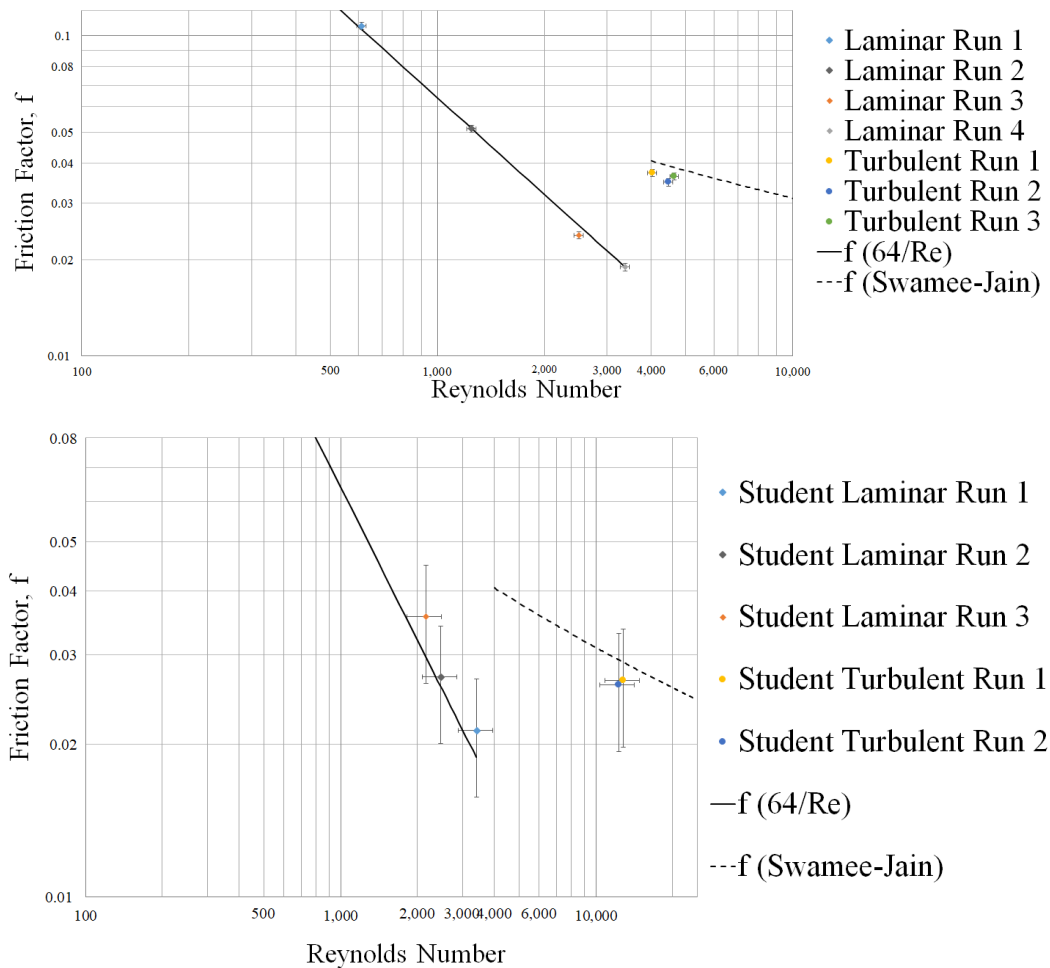 0.1
0.08
0.05
0.04
0.03
0.02
0.01
Friction Factor, f
100
500
1,000
2,000
3,000
4,000
6,000
10,000
Reynolds Number
Laminar Run 1
Laminar Run 2
Laminar Run 3
Laminar Run 4
Turbulent Run 1
Turbulent Run 2
Turbulent Run 3
f (64/Re)
f (Swamee-Jain)
0.08
0.05
0.04
0.03
0.02
0.01
Friction Factor, f
100
500
1,000
2,000
3,000
4,000
6,000
10,000
Reynolds Number
Student Laminar Run 1
Student Laminar Run 2
Student Laminar Run 3
Student Turbulent Run 1
Student Turbulent Run 2
f (64/Re)
f (Swamee-Jain)